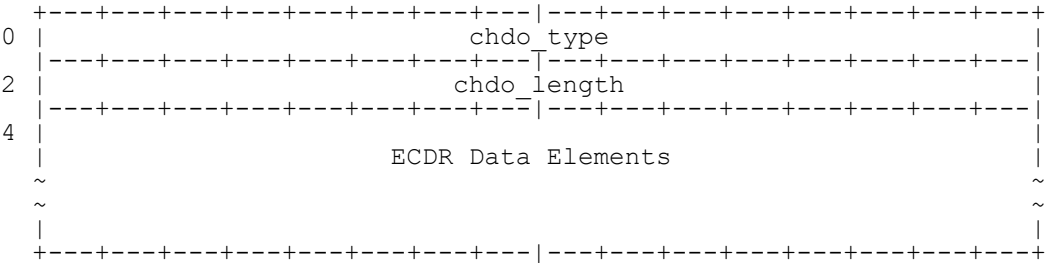 +---+---+---+---+---+---+---+---|---+---+---+---+---+---+---+---+
0 | chdo_type |
|---+---+---+---+---+---+---+---|---+---+---+---+---+---+---+---|
2 | chdo_length |
|---+---+---+---+---+---+---+---|---+---+---+---+---+---+---+---|
4 | |
| ECDR Data Elements |
~ ~
~ ~
| |
+---+---+---+---+---+---+---+---|---+---+---+---+---+---+---+---+